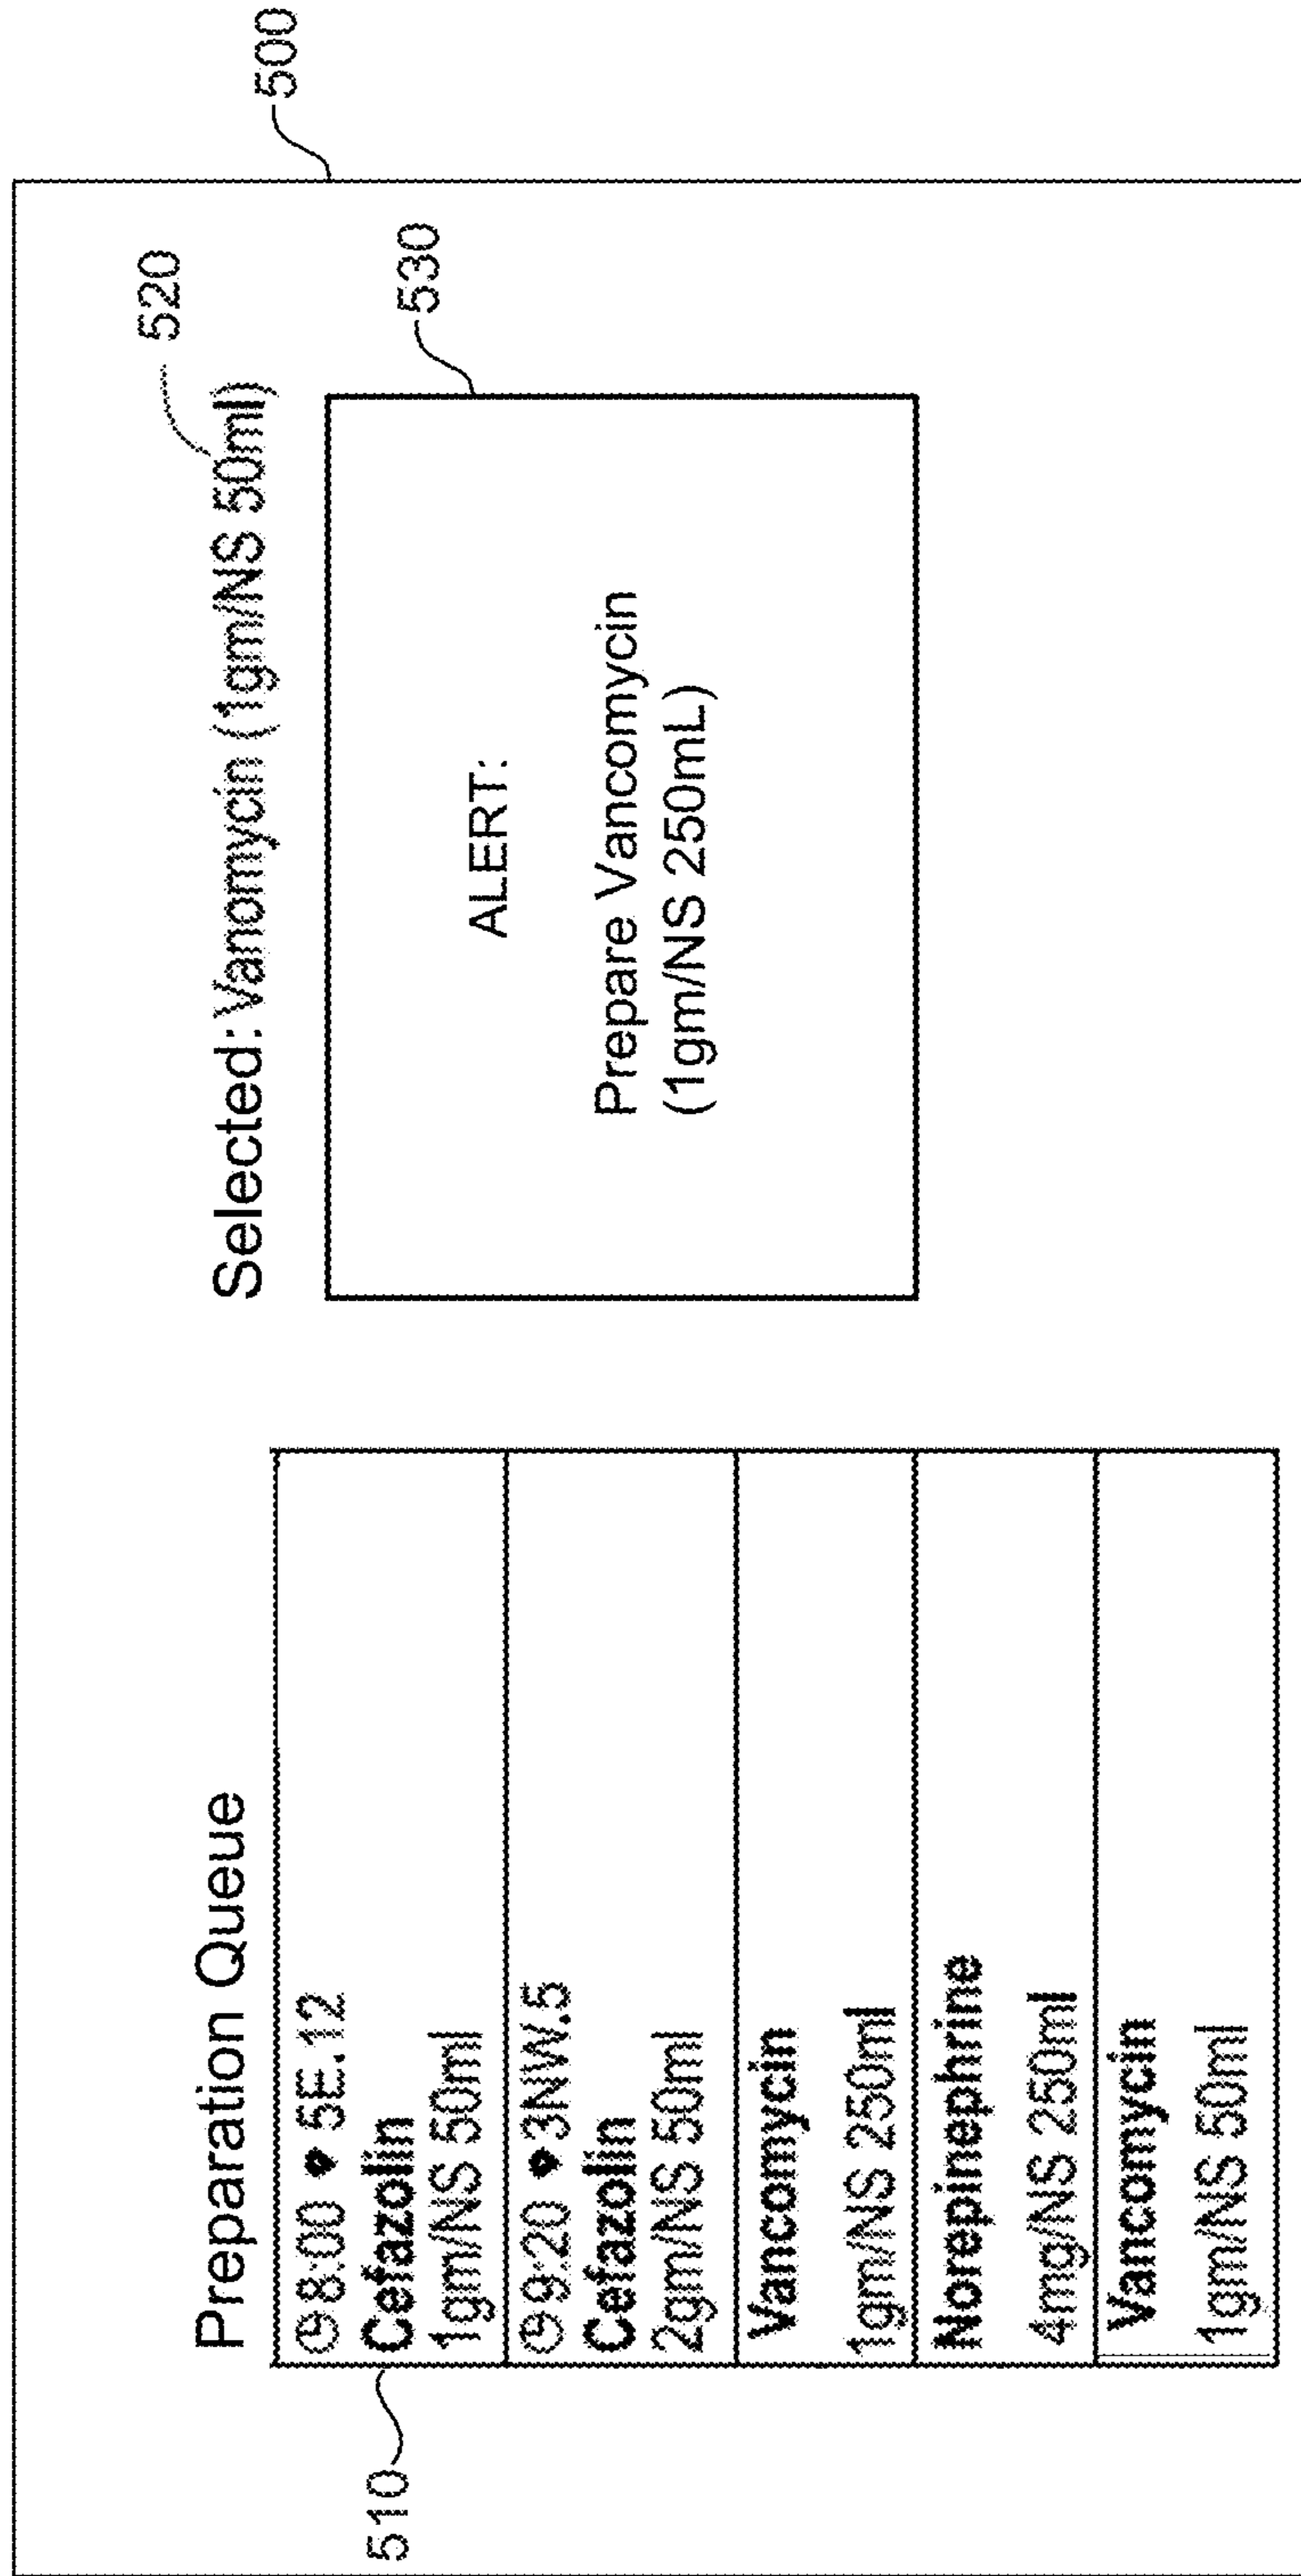 500
Preparation Queue
510
8:00 5E.12
Cefazolin
1gm/NS 50ml
9:20 3NW.5
Cefazolin
2gm/NS 50ml
Vancomycin
1gm/NS 250ml
Norepinephrine
4mg/NS 250ml
Vancomycin
1gm/NS 50ml
Selected: Vanomycin (1gm/NS 50ml)
520
530
ALERT:
Prepare Vancomycin
(1gm/NS 250mL)